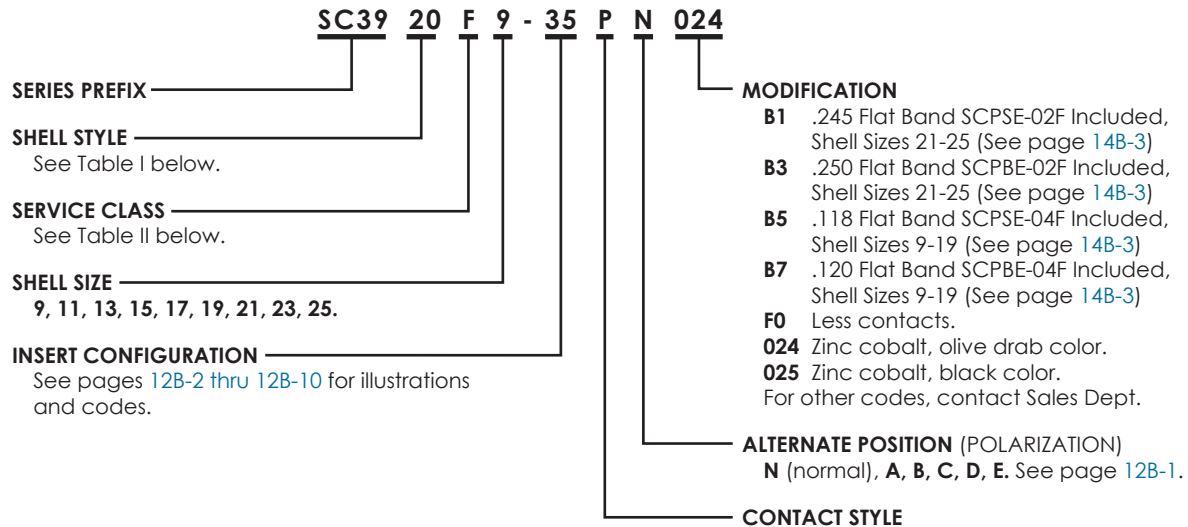 SC39 20 F 9 - 35 P N 024
SERIES PREFIX
SHELL STYLE
See Table I below.
SERVICE CLASS
See Table II below.
SHELL SIZE
9, 11, 13, 15, 17, 19, 21, 23, 25.
INSERT CONFIGURATION
See pages 12B-2 thru 12B-10 for illustrations
and codes.
MODIFICATION
B1 .245 Flat Band SCPSE-02F Included,
Shell Sizes 21-25 (See page 14B-3)
B3 .250 Flat Band SCPBE-02F Included,
Shell Sizes 21-25 (See page 14B-3)
B5 .118 Flat Band SCPSE-04F Included,
Shell Sizes 9-19 (See page 14B-3)
B7 .120 Flat Band SCPBE-04F Included,
Shell Sizes 9-19 (See page 14B-3)
F0 Less contacts.
024 Zinc cobalt, olive drab color.
025 Zinc cobalt, black color.
For other codes, contact Sales Dept.
ALTERNATE POSITION (POLARIZATION)
N (normal), A, B, C, D, E. See page 12B-1.
CONTACT STYLE